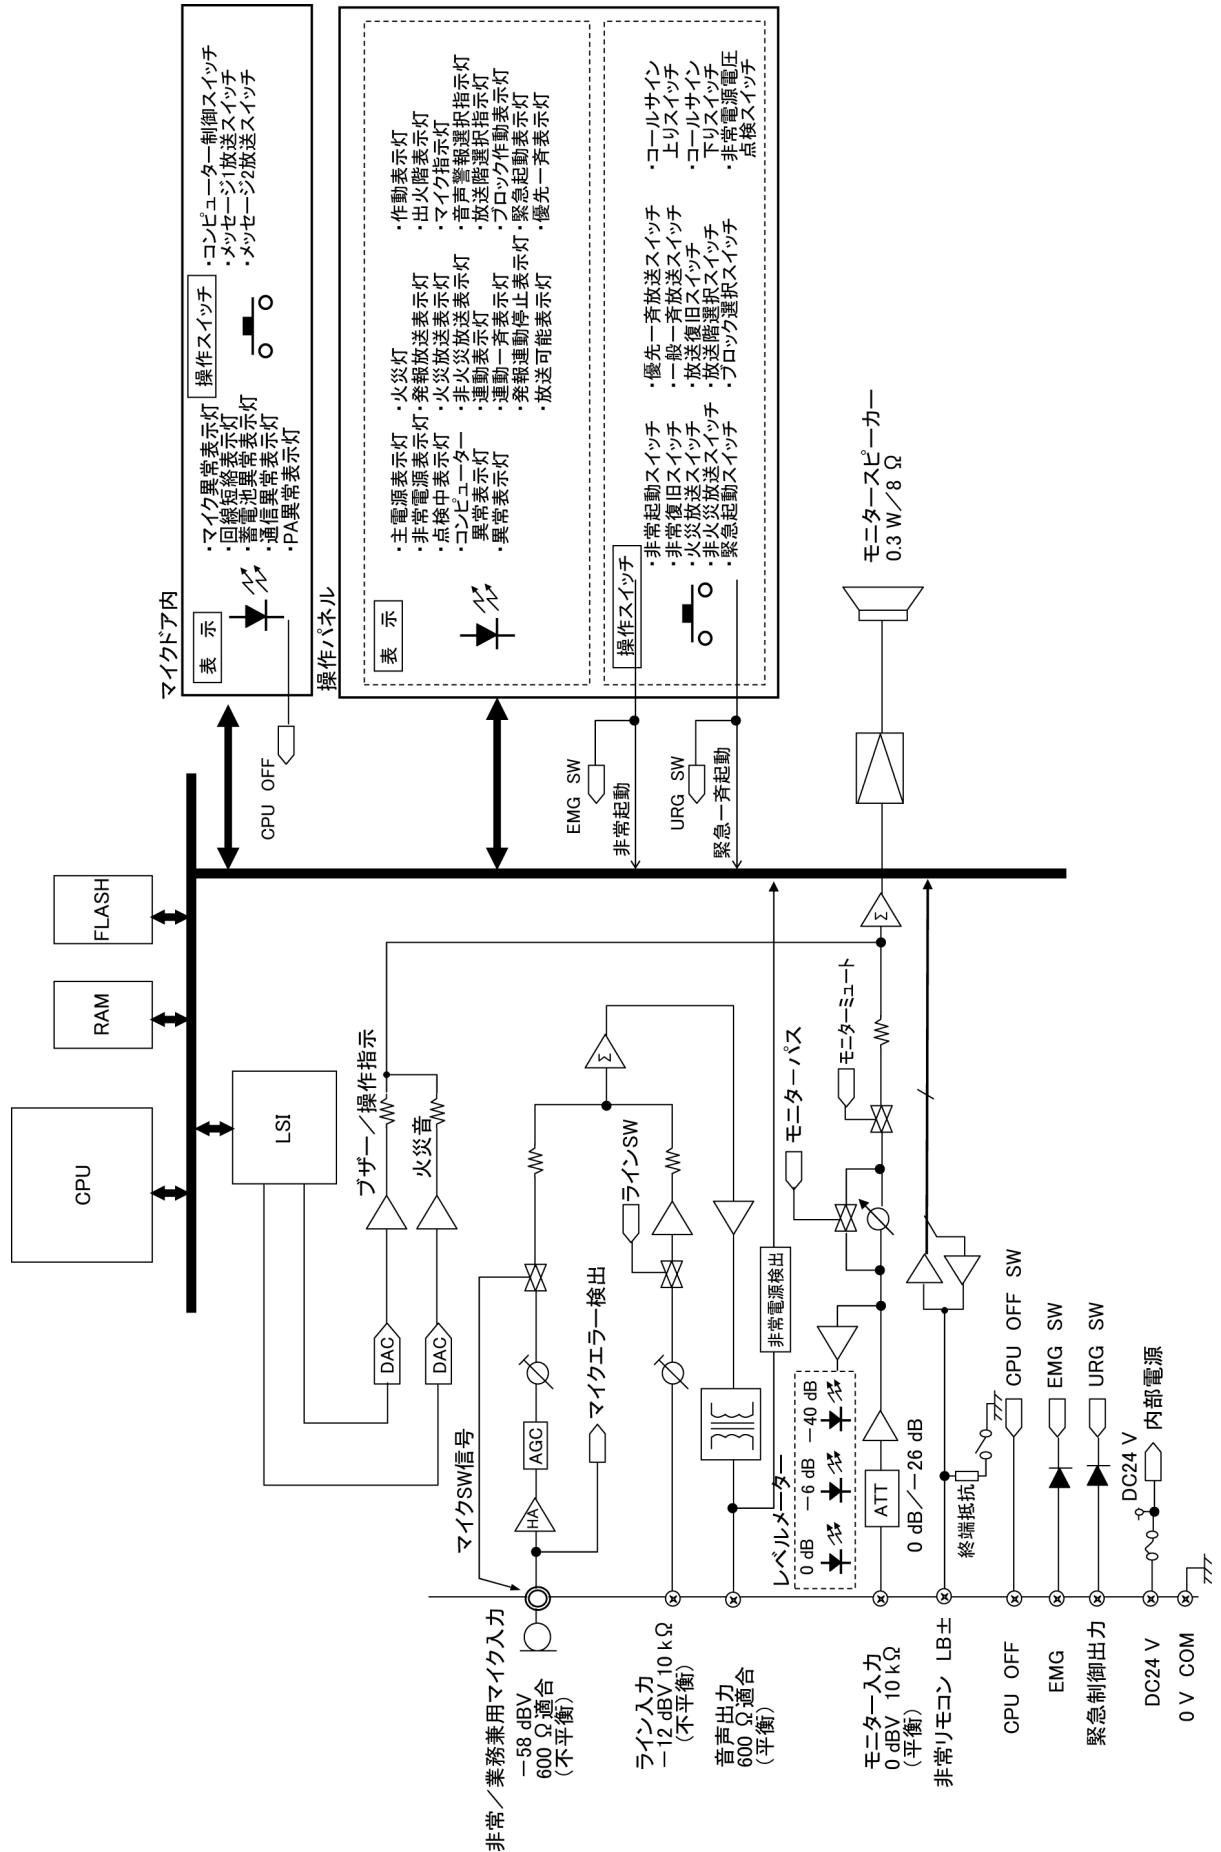 マイクドア内
表　示
・マイク異常表示灯
・回線短絡表示灯
・蓄電池異常表示灯
・通信異常表示灯
・PA異常表示灯
操作スイッチ
・コンピューター制御スイッチ
・メッセージ1放送スイッチ
・メッセージ2放送スイッチ
CPU OFF
操作パネル
表　示
・主電源表示灯
・非常電源表示灯
・点検中表示灯
・コンピューター
異常表示灯
・異常表示灯
・火災灯
・発報放送表示灯
・火災放送表示灯
・非火災放送表示灯
・連動表示灯
・連動一斉表示灯
・発報連動停止表示灯
・放送可能表示灯
・作動表示灯
・出火階表示灯
・マイク指示灯
・音声警報選択指示灯
・放送階選択指示灯
・ブロック作動表示灯
・緊急起動表示灯
・優先一斉表示灯
操作スイッチ
・非常起動スイッチ
・非常復旧スイッチ
・火災放送スイッチ
・非火災放送スイッチ
・緊急起動スイッチ
・優先一斉放送スイッチ
・一般一斉放送スイッチ
・放送復旧スイッチ
・放送階選択スイッチ
・ブロック選択スイッチ
・コールサイン
上りスイッチ
・コールサイン
下りスイッチ
・非常電源電圧
点検スイッチ
EMG SW
非常起動
URG SW
緊急一斉起動
CPU
RAM
FLASH
LSI
DAC
DAC
ブザー／操作指示
火災音
マイクSW信号
非常／業務兼用マイク入力
－58 dBV
600 Ω適合
（不平衡）
HA
AGC
マイクエラー検出
Σ
ライン入力
－12 dBV 10 kΩ
（不平衡）
ラインSW
音声出力
600 Ω適合
（平衡）
非常電源検出
レベルメーター
0 dB
－6 dB
－40 dB
モニター入力
0 dBV 10 kΩ
（平衡）
ATT
0 dB／－26 dB
モニターパス
モニターミュート
Σ
モニタースピーカー
0.3 W／8 Ω
非常リモコン LB±
終端抵抗
CPU OFF
CPU OFF SW
EMG
EMG SW
緊急制御出力
URG SW
DC24 V
DC24 V
内部電源
0 V COM